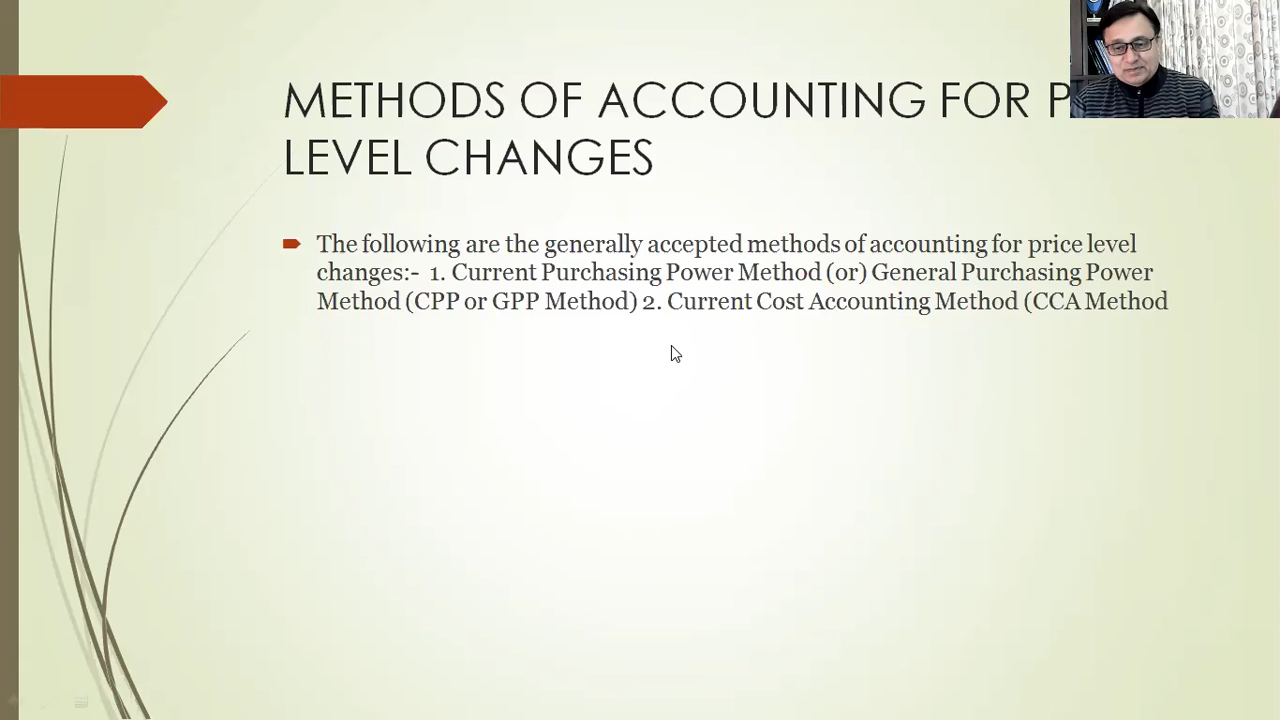 METHODS OF ACCOUNTING FOR P
LEVEL CHANGES
The following are the generally accepted methods of accounting for price level
changes:- 1. Current Purchasing Power Method (or) General Purchasing Power
Method (CPP or GPP Method) 2. Current Cost Accounting Method (CCA Method